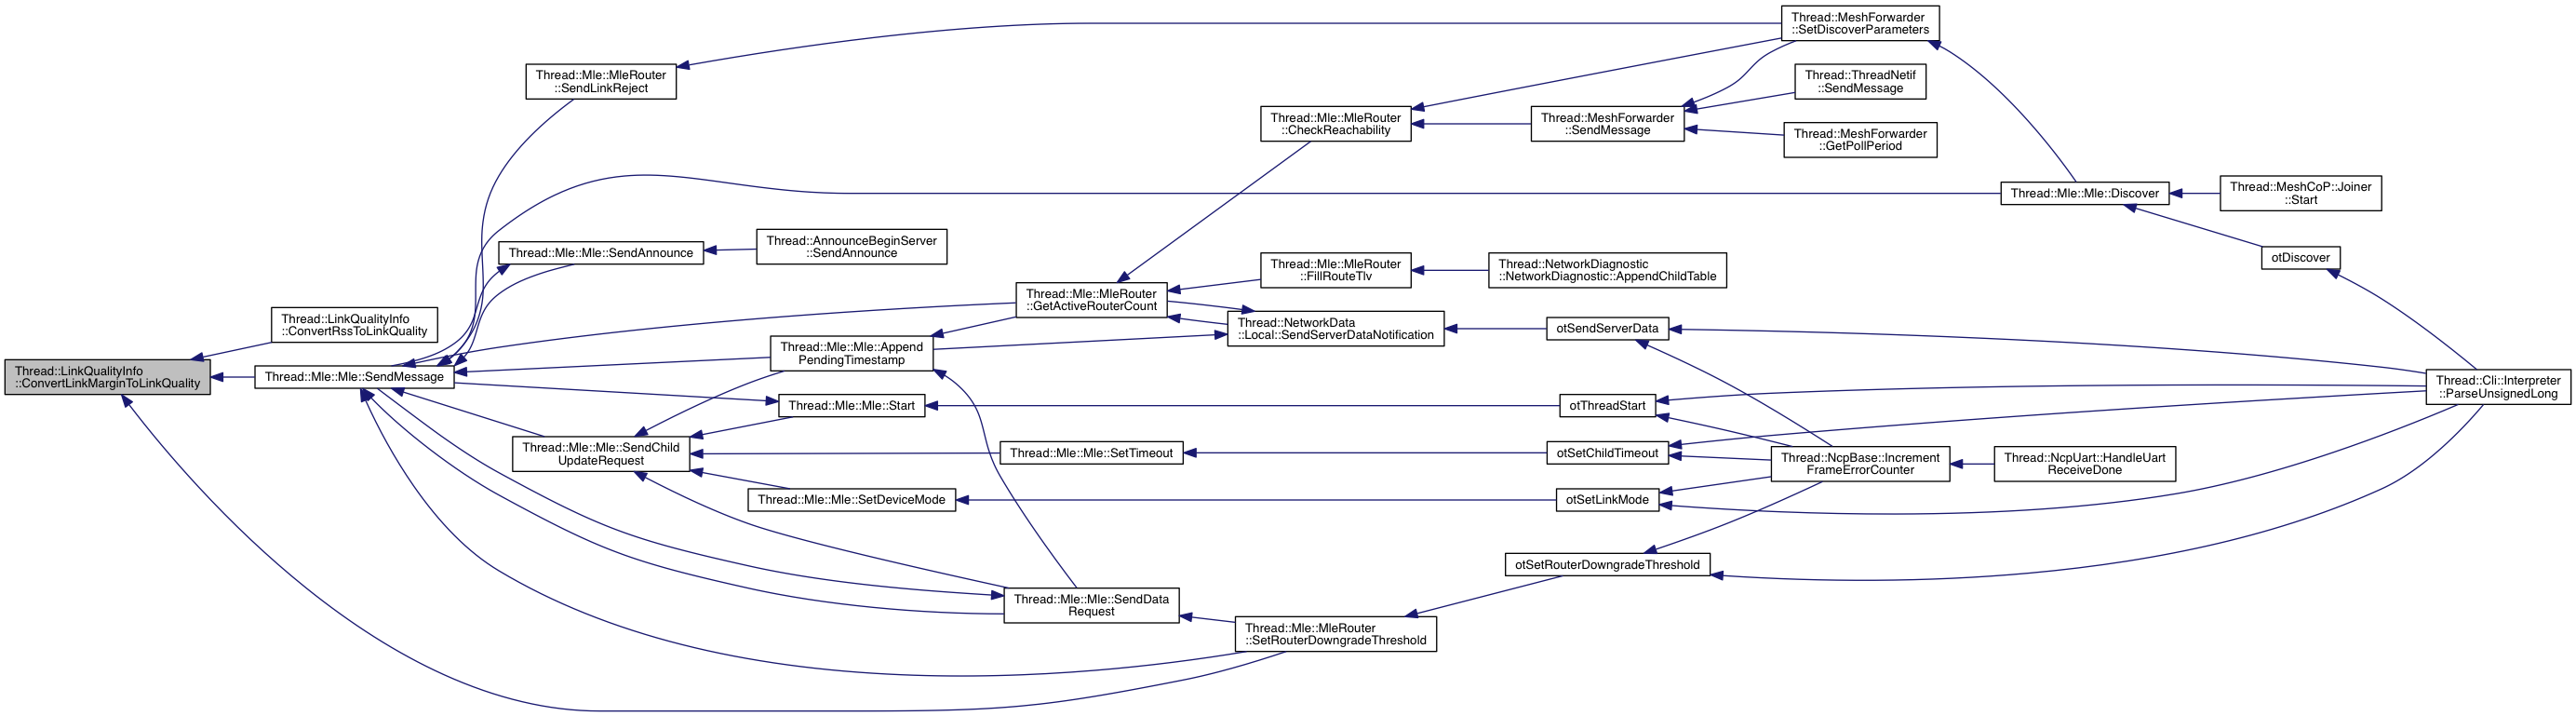 Thread::MeshForwarder
::SetDiscoverParameters
Thread::Mle::MleRouter
::SendLinkReject
Thread::ThreadNetif
::SendMessage
Thread::Mle::MleRouter
::CheckReachability
Thread::MeshForwarder
::SendMessage
Thread::MeshForwarder
::GetPollPeriod
Thread::Mle::Mle::Discover
Thread::MeshCoP::Joiner
::Start
Thread::Mle::Mle::SendAnnounce
Thread::AnnounceBeginServer
::SendAnnounce
otDiscover
Thread::Mle::MleRouter
::FillRouteTlv
Thread::NetworkDiagnostic
::NetworkDiagnostic::AppendChildTable
Thread::Mle::MleRouter
::GetActiveRouterCount
Thread::LinkQualityInfo
::ConvertRssToLinkQuality
Thread::NetworkData
::Local::SendServerDataNotification
otSendServerData
Thread::Mle::Mle::Append
PendingTimestamp
Thread::LinkQualityInfo
::ConvertLinkMarginToLinkQuality
Thread::Mle::Mle::SendMessage
Thread::Cli::Interpreter
::ParseUnsignedLong
Thread::Mle::Mle::Start
otThreadStart
Thread::Mle::Mle::SendChild
UpdateRequest
Thread::Mle::Mle::SetTimeout
otSetChildTimeout
Thread::NcpBase::Increment
FrameErrorCounter
Thread::NcpUart::HandleUart
ReceiveDone
Thread::Mle::Mle::SetDeviceMode
otSetLinkMode
otSetRouterDowngradeThreshold
Thread::Mle::Mle::SendData
Request
Thread::Mle::MleRouter
::SetRouterDowngradeThreshold